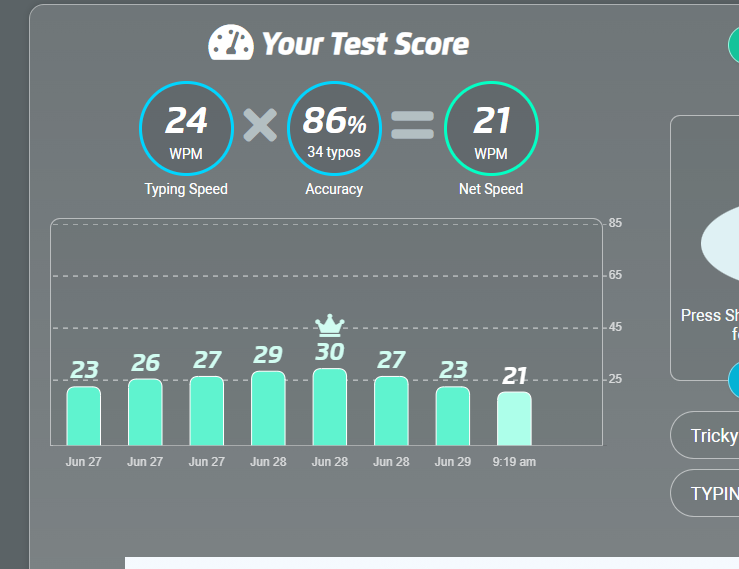 Your Test Score
24
WPM
Typing Speed
86%
34 typos
Accuracy
21
WPM
Net Speed
85
65
45
25
23
26
27
29
30
27
23
21
Jun 27
Jun 27
Jun 27
Jun 28
Jun 28
Jun 28
Jun 29
9:19 am
Press
Tricky